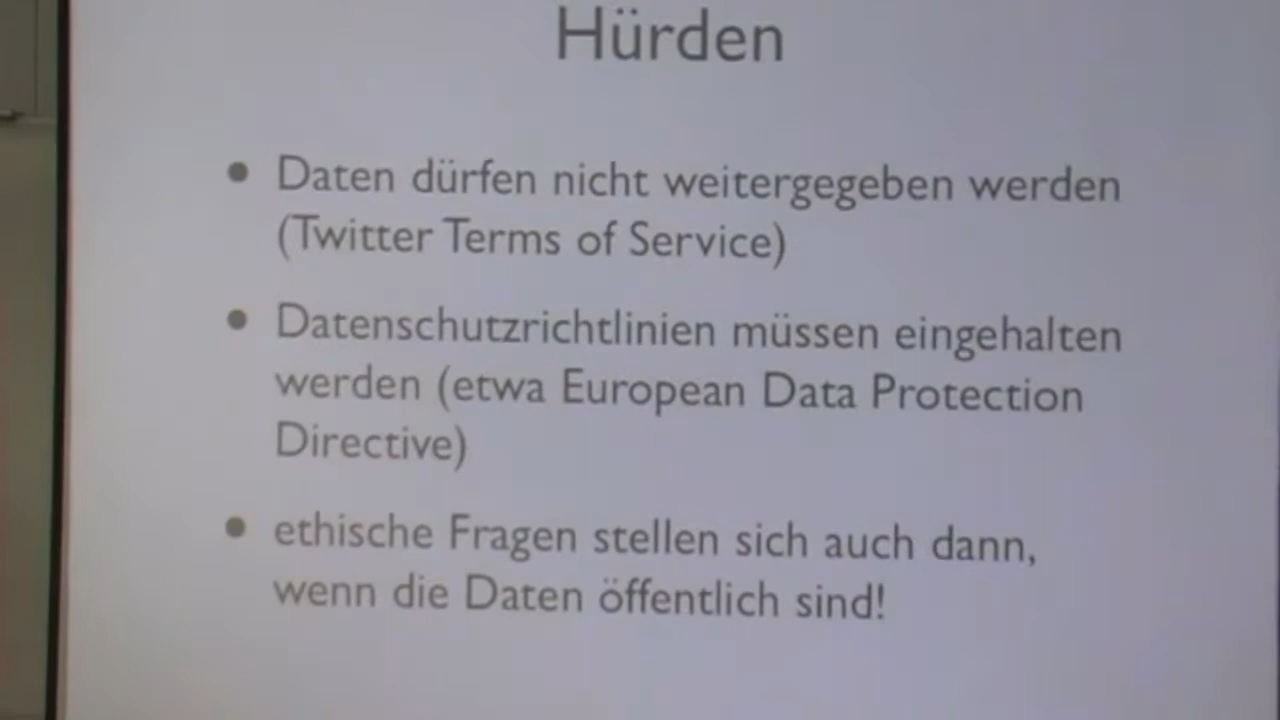 Hürden
• Daten dürfen nicht weitergegeben werden
(Twitter Terms of Service)
• Datenschutzrichtlinien müssen eingehalten
werden (etwa European Data Protection
Directive)
• ethische Fragen stellen sich auch dann,
wenn die Daten öffentlich sind!